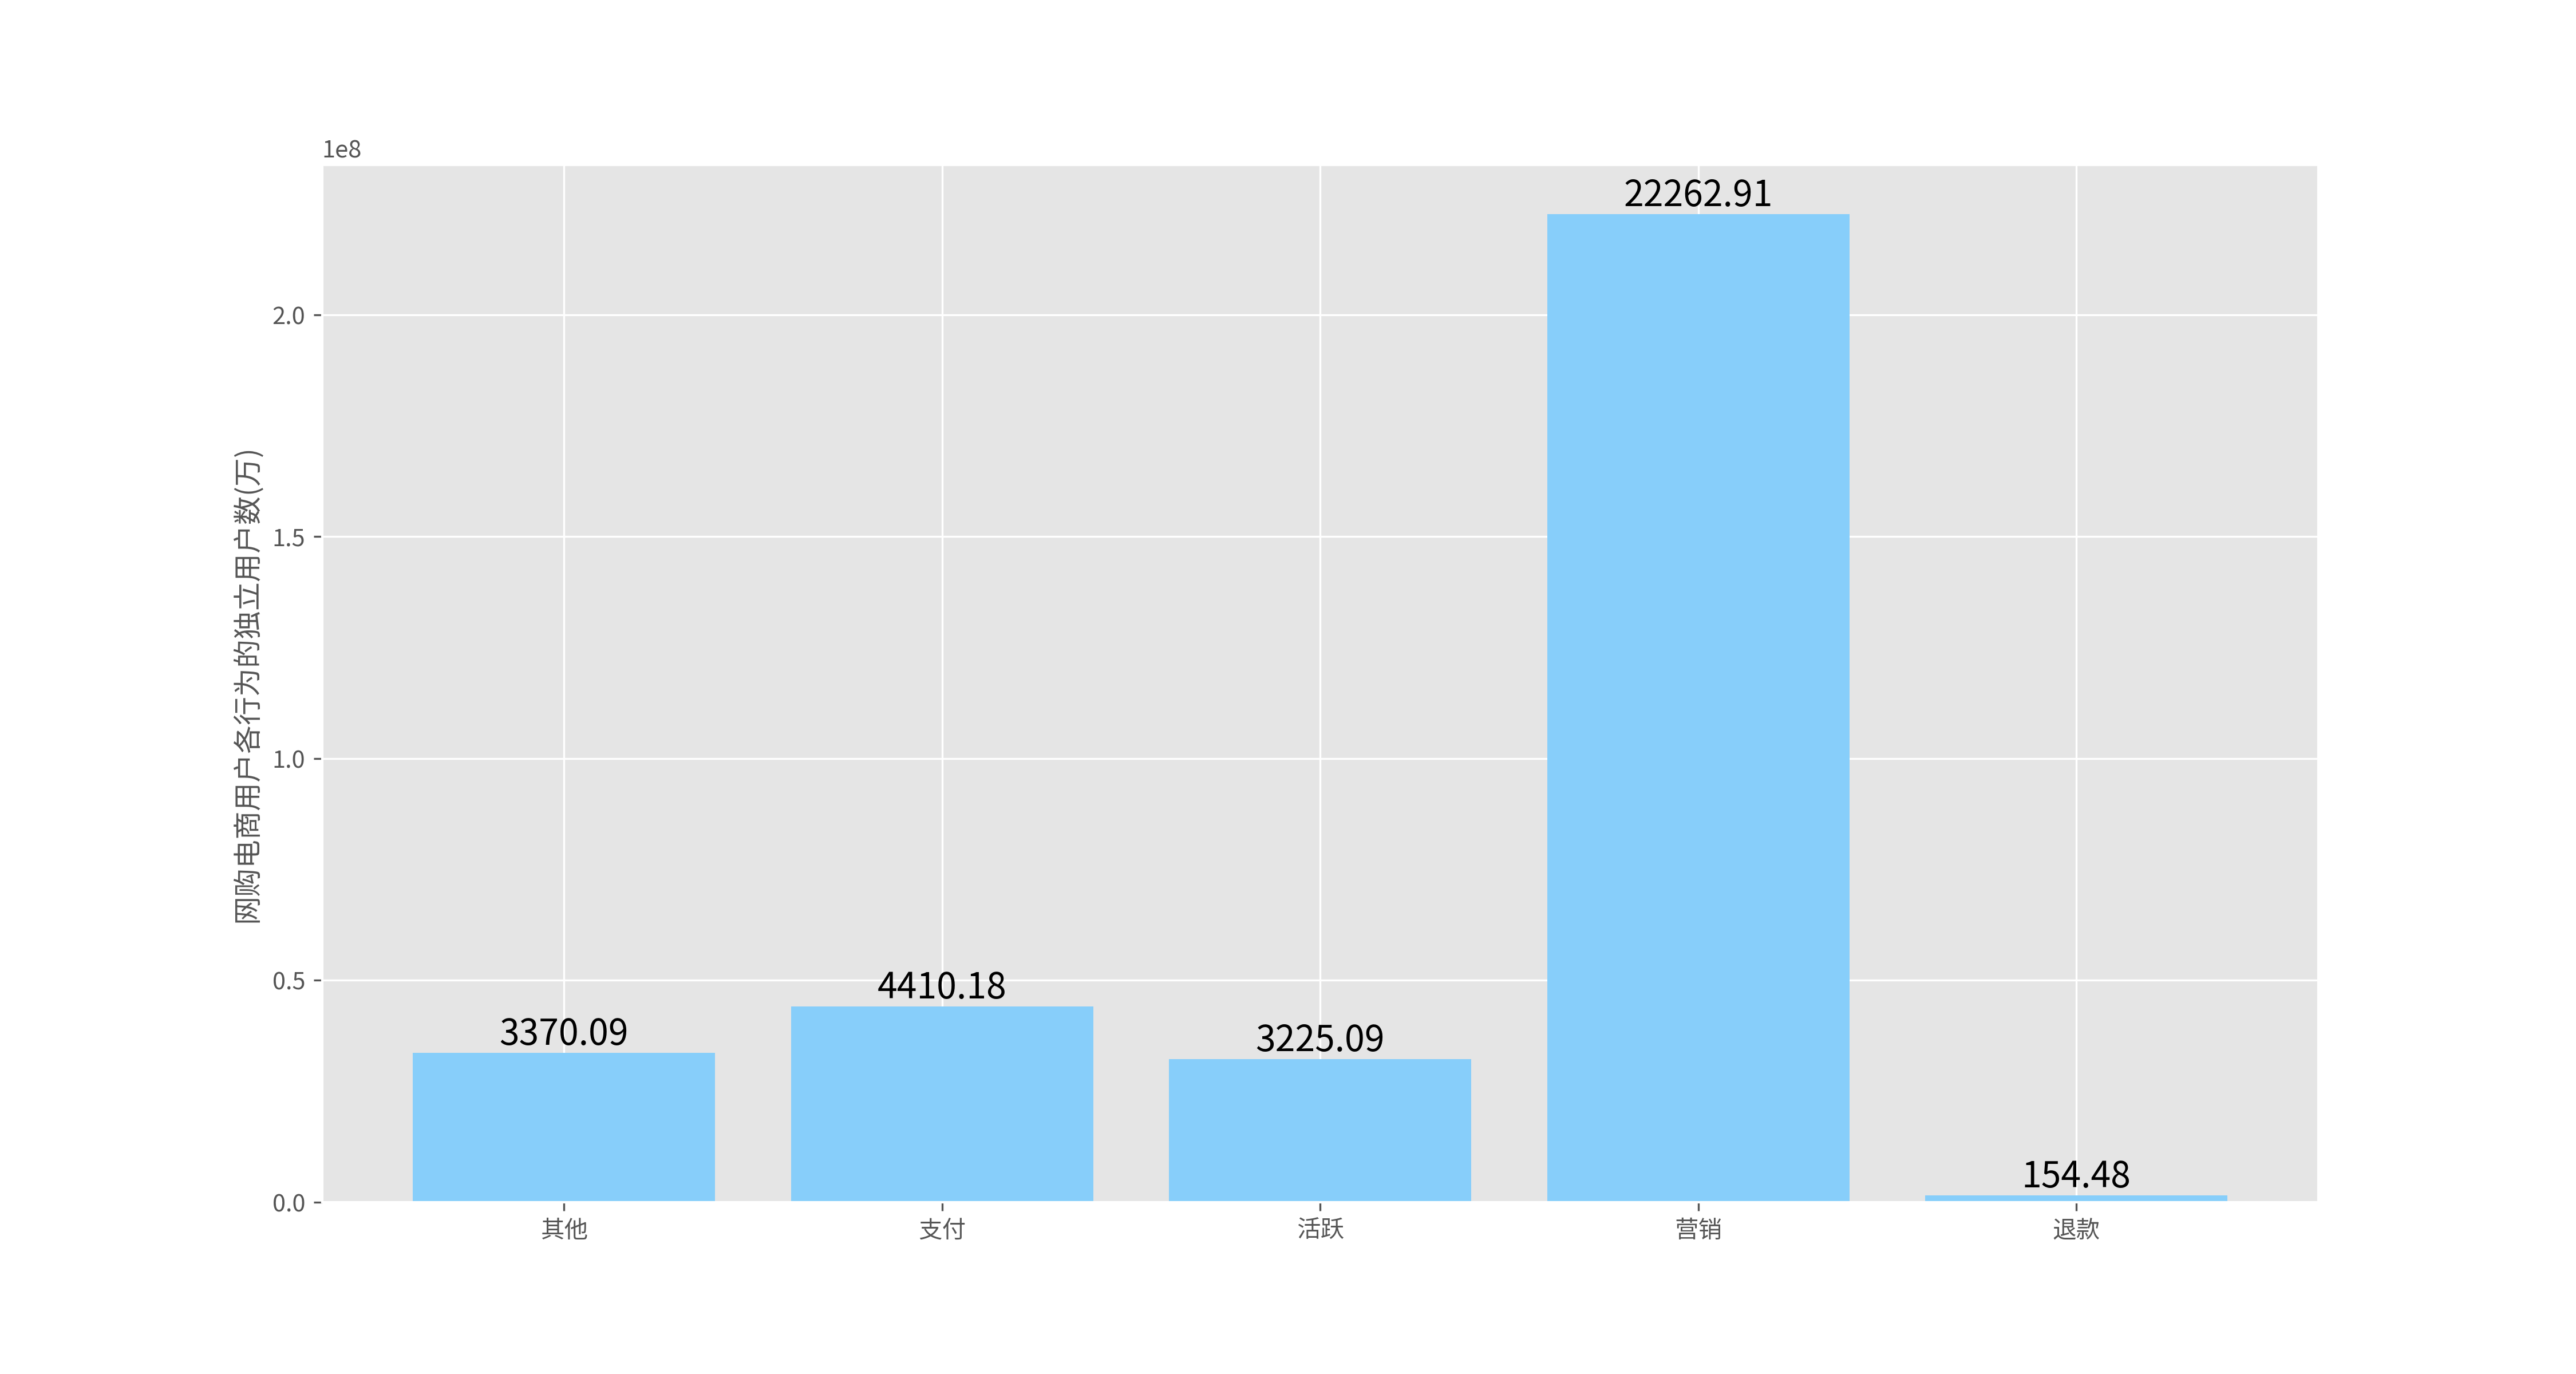 1e8
网购电商用户各行为的独立用户数(万)
2.0
1.5
1.0
0.5
0.0
3370.09
4410.18
3225.09
22262.91
154.48
其他
支付
活跃
营销
退款